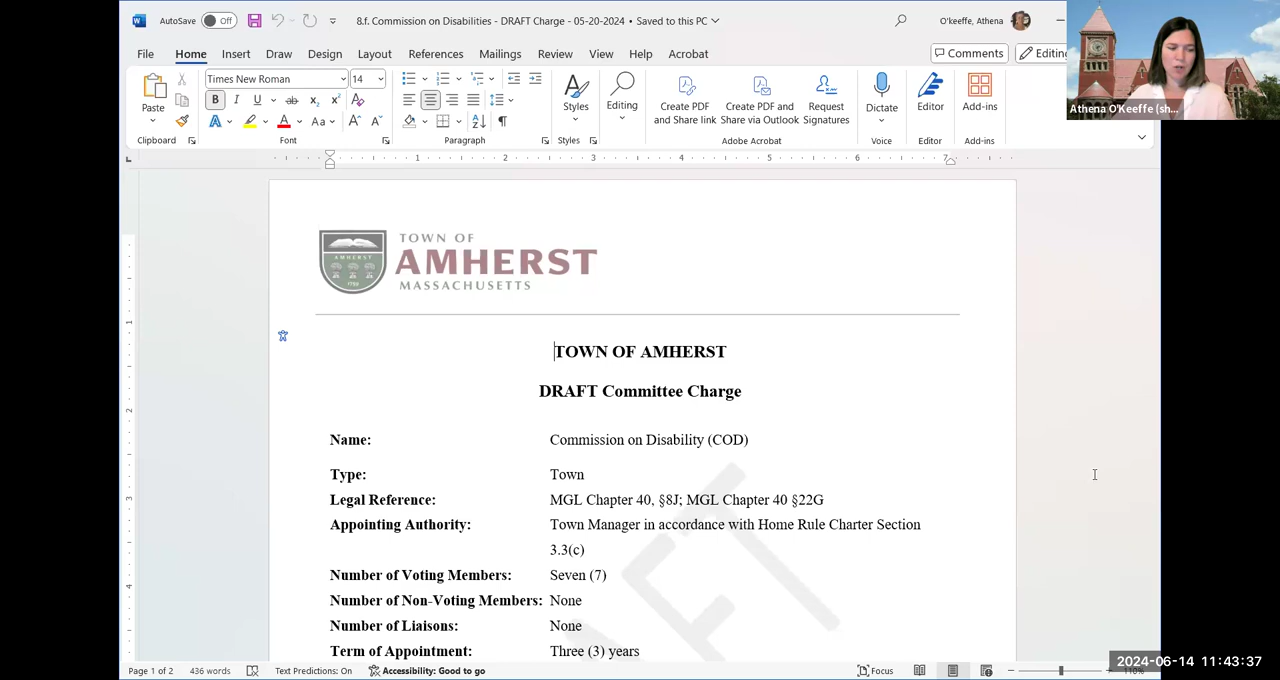 AutoSave Off 8.f. Commission on Disabilities - DRAFT Charge - 05-20-2024 • Saved to this PC O'keeffe, Athena
File Home Insert Draw Design Layout References Mailings Review View Help Acrobat Comments Editing
Times New Roman 14
Paste Styles Editing Create PDF and Share link Create PDF and Share via Outlook Request Signatures Dictate Editor Add-ins
Clipboard Font Paragraph Styles Adobe Acrobat Voice Editor Add-ins
Athena O'Keeffe (sh...
TOWN OF
AMHERST
MASSACHUSETTS
AMHERST
TOWN OF AMHERST
DRAFT Committee Charge
Name: Commission on Disability (COD)
Type: Town
Legal Reference: MGL Chapter 40, §8J; MGL Chapter 40 §22G
Appointing Authority: Town Manager in accordance with Home Rule Charter Section
3.3(c)
Number of Voting Members: Seven (7)
Number of Non-Voting Members: None
Number of Liaisons: None
Term of Appointment: Three (3) years
Page 1 of 2 436 words Text Predictions: On Accessibility: Good to go Focus
2024-06-14 11:43:37